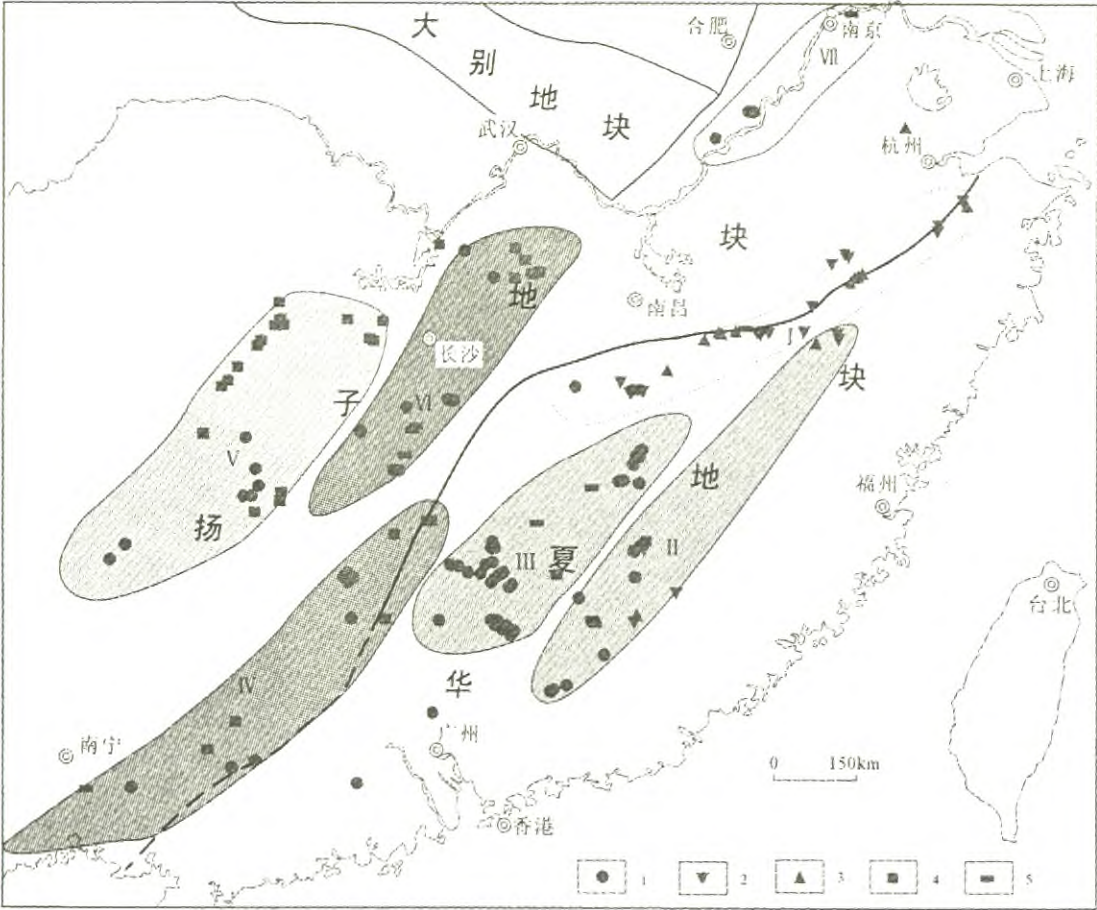 大别地块
合肥
南京
VII
上海
武汉
杭州
块
地
南昌
I
长沙
块
子
VI
V
地
福州
扬
III
夏
II
台北
IV
华
南宁
广州
0 150km
香港
1 2 3 4 5